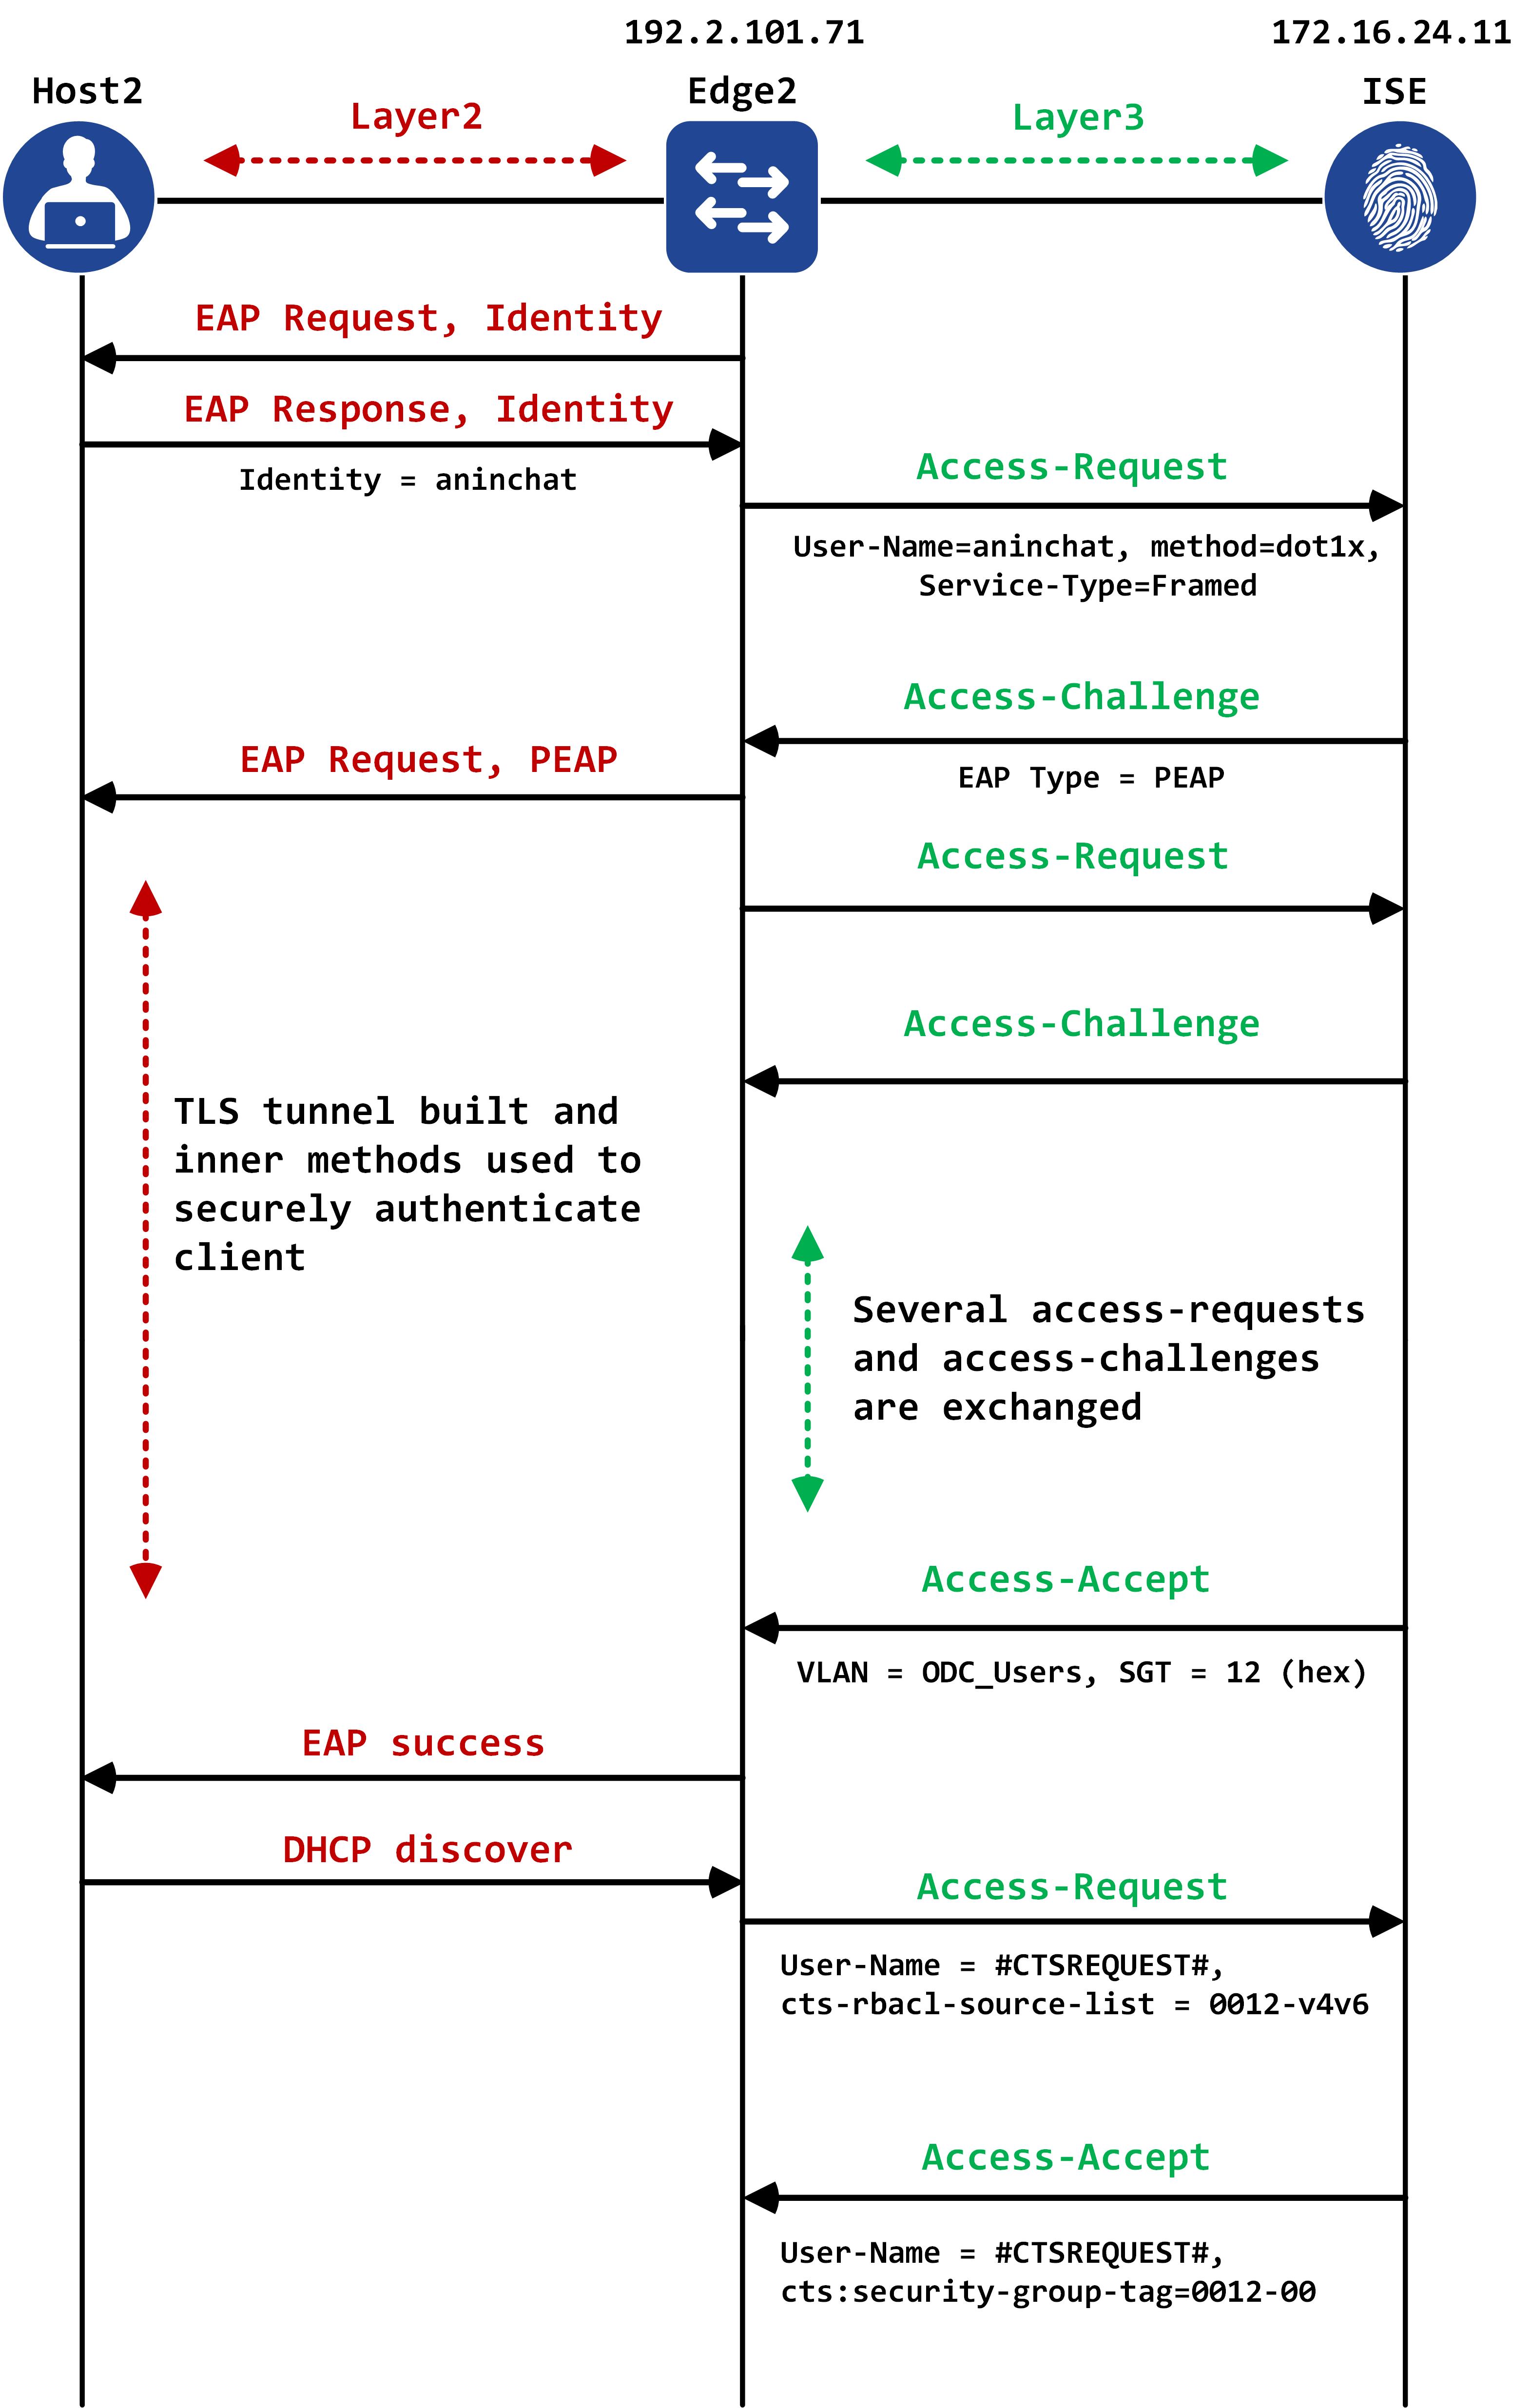 192.2.101.71
172.16.24.11
Host2
Edge2
ISE
Layer2
Layer3
EAP Request, Identity
EAP Response, Identity
Identity = aninchat
Access-Request
User-Name=aninchat, method=dot1x,
Service-Type=Framed
Access-Challenge
EAP Type = PEAP
EAP Request, PEAP
Access-Request
Access-Challenge
TLS tunnel built and
inner methods used to
securely authenticate
client
Several access-requests
and access-challenges
are exchanged
Access-Accept
VLAN = ODC_Users, SGT = 12 (hex)
EAP success
DHCP discover
Access-Request
User-Name = #CTSREQUEST#,
cts-rbacl-source-list = 0012-v4v6
Access-Accept
User-Name = #CTSREQUEST#,
cts:security-group-tag=0012-00